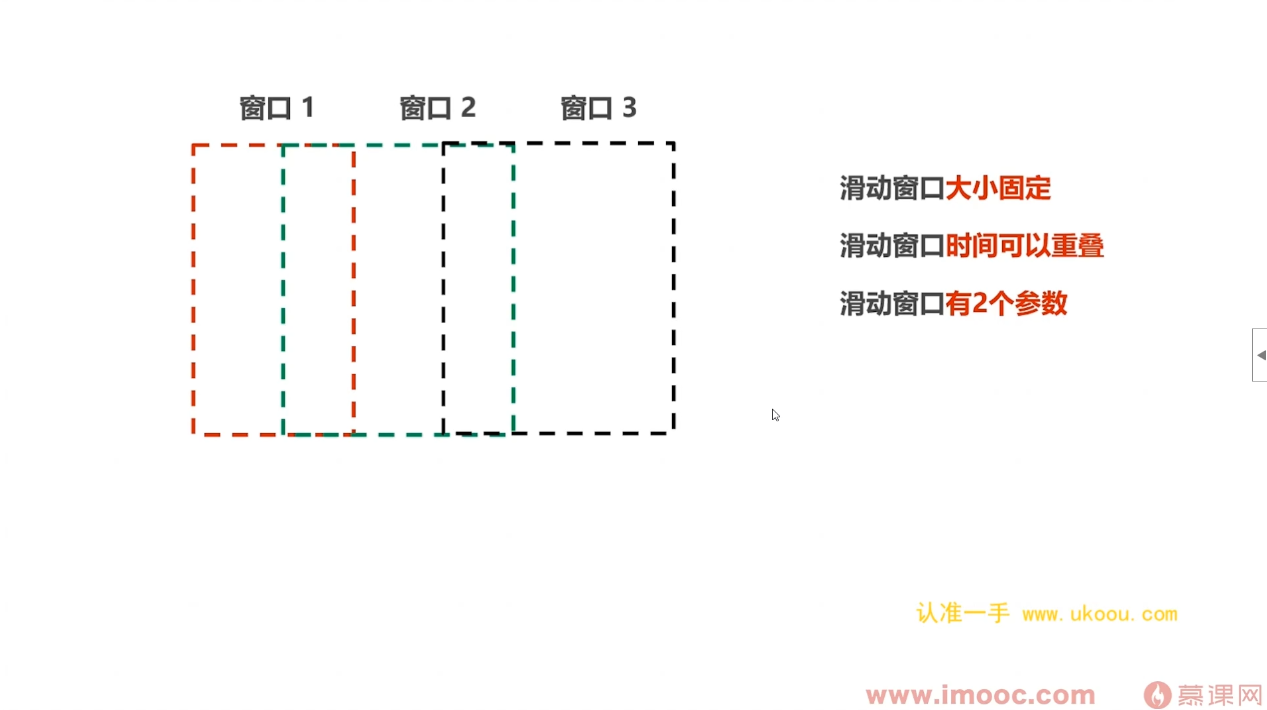 窗口 1 窗口 2 窗口 3
滑动窗口大小固定
滑动窗口时间可以重叠
滑动窗口有2个参数
认准一手 www.ukoou.com
www.imooc.com 慕课网